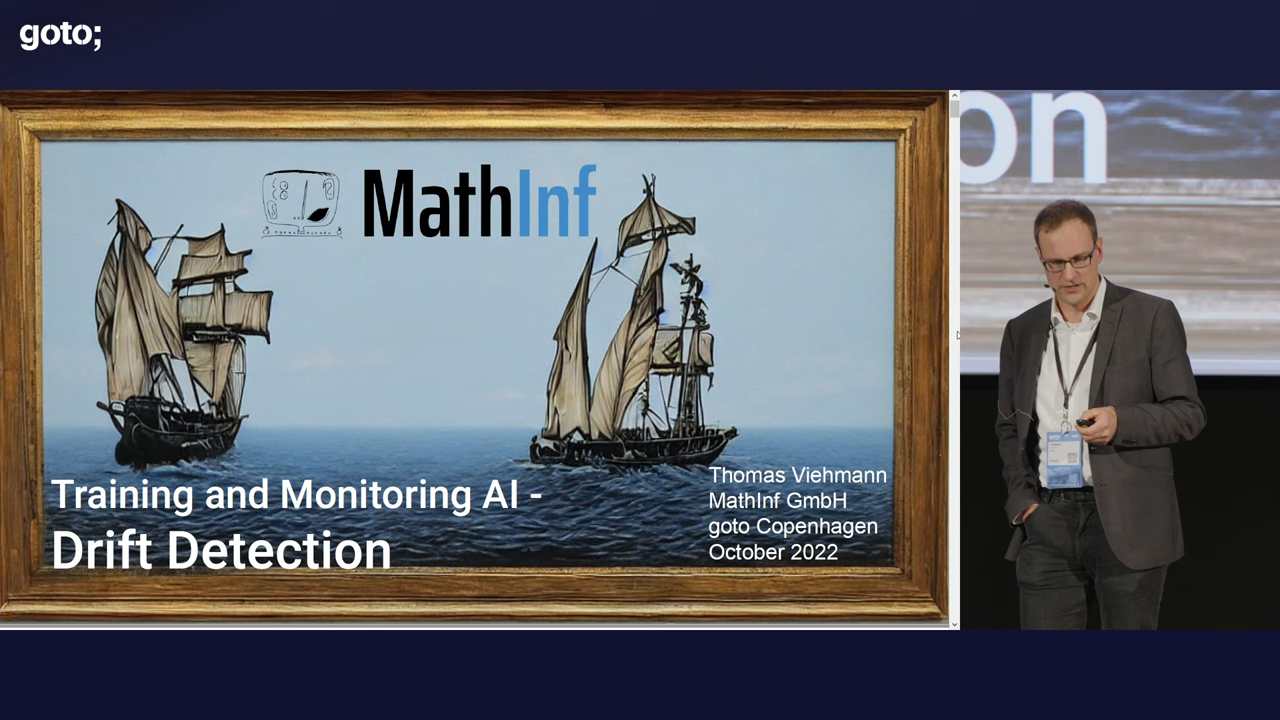 goto;
on
MathInf
Training and Monitoring AI -
Drift Detection
Thomas Viehmann
MathInf GmbH
goto Copenhagen
October 2022